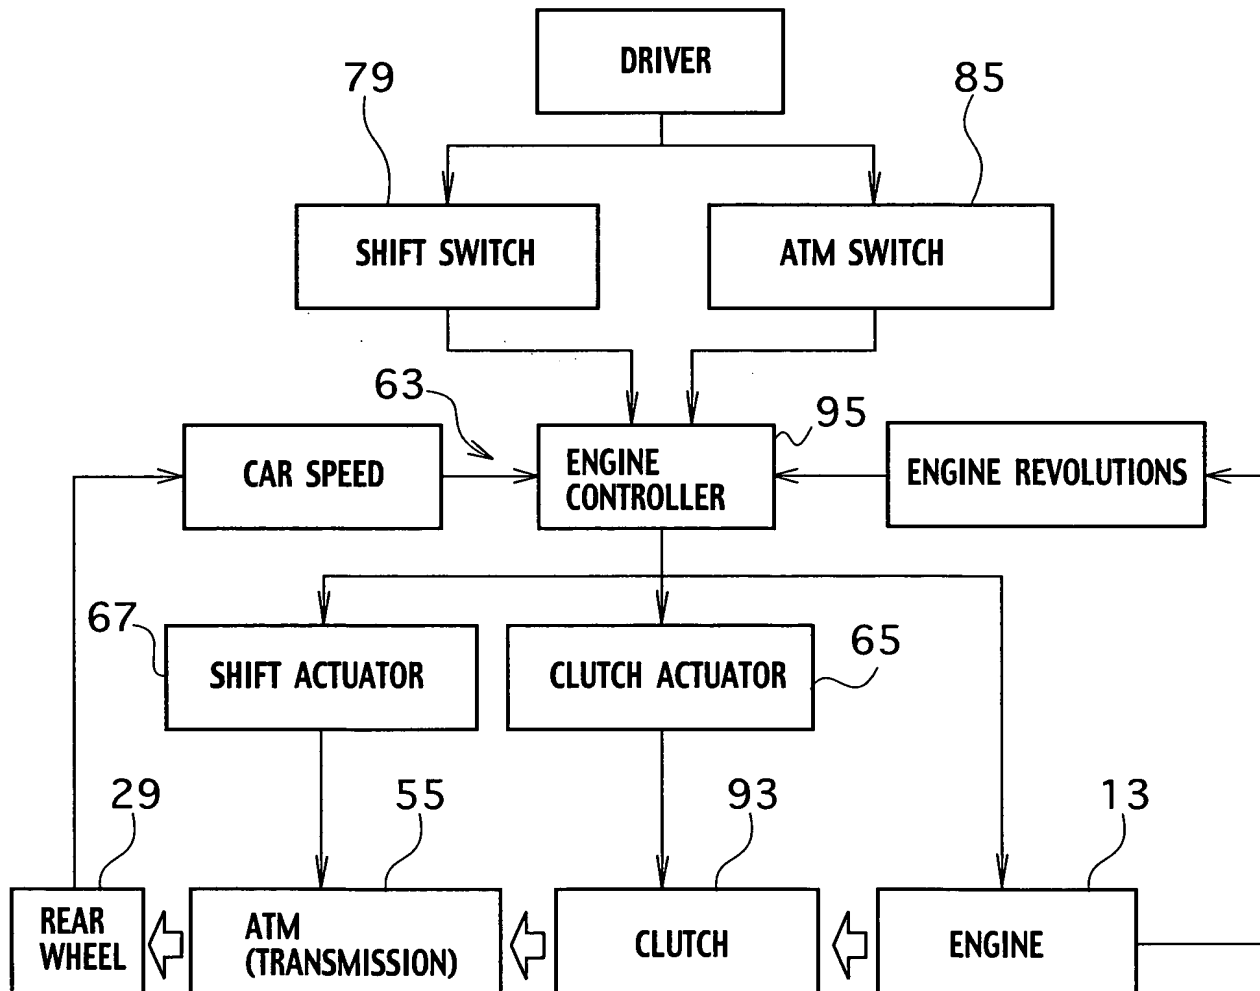 DRIVER
79
85
SHIFT SWITCH
ATM SWITCH
63
95
CAR SPEED
ENGINE
CONTROLLER
ENGINE REVOLUTIONS
67
SHIFT ACTUATOR
CLUTCH ACTUATOR
65
29
55
93
13
REAR
WHEEL
ATM
(TRANSMISSION)
CLUTCH
ENGINE